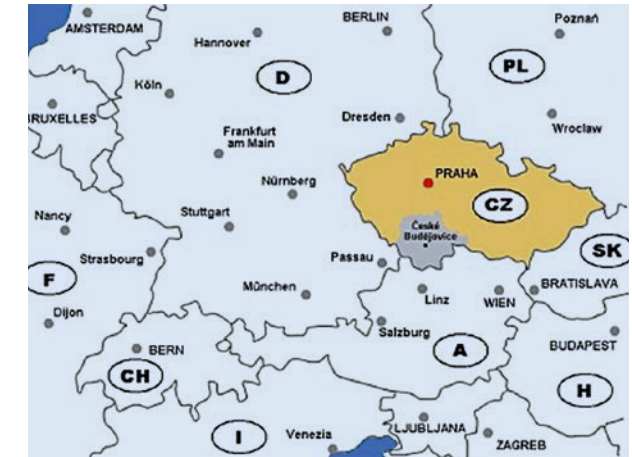 AMSTERDAM
BERLIN
Poznań
Hannover
D
PL
Köln
BRUXELLES
Dresden
Wroclaw
Frankfurt
am Main
PRAHA
Nürnberg
CZ
Nancy
Stuttgart
České
Budějovice
SK
Strasbourg
Passau
F
München
Linz
WIEN
BRATISLAVA
Dijon
Salzburg
BERN
A
BUDAPEST
CH
H
I
Venezia
LJUBLJANA
ZAGREB